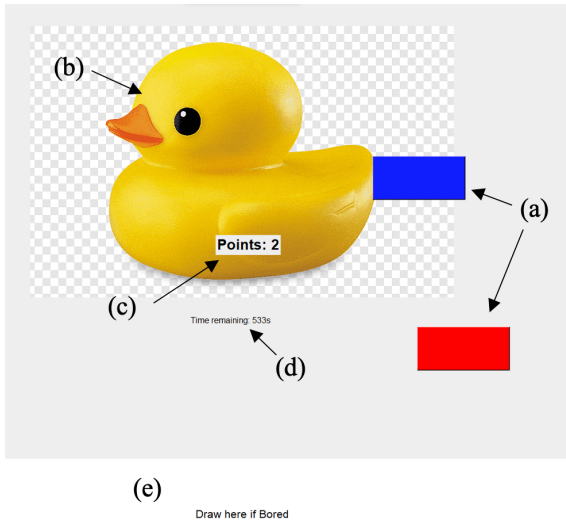 (b)
(a)
Points: 2
(c)
Time remaining: 533s
(d)
(e)
Draw here if Bored